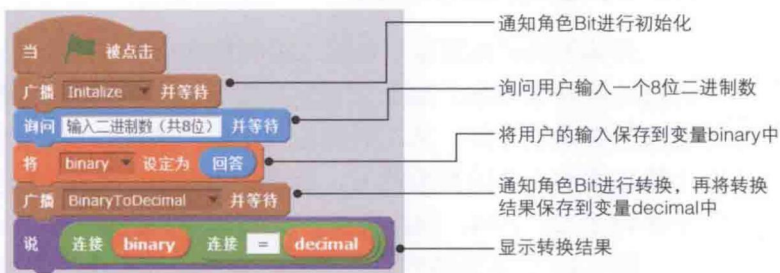 当 被点击
通知角色Bit进行初始化
广播 Initalize 并等待
询问用户输入一个8位二进制数
询问 输入二进制数（共8位） 并等待
将用户的输入保存到变量binary中
将 binary 设定为 回答
通知角色Bit进行转换，再将转换
结果保存到变量decimal中
广播 BinaryToDecimal 并等待
说 连接 binary 连接 = decimal
显示转换结果